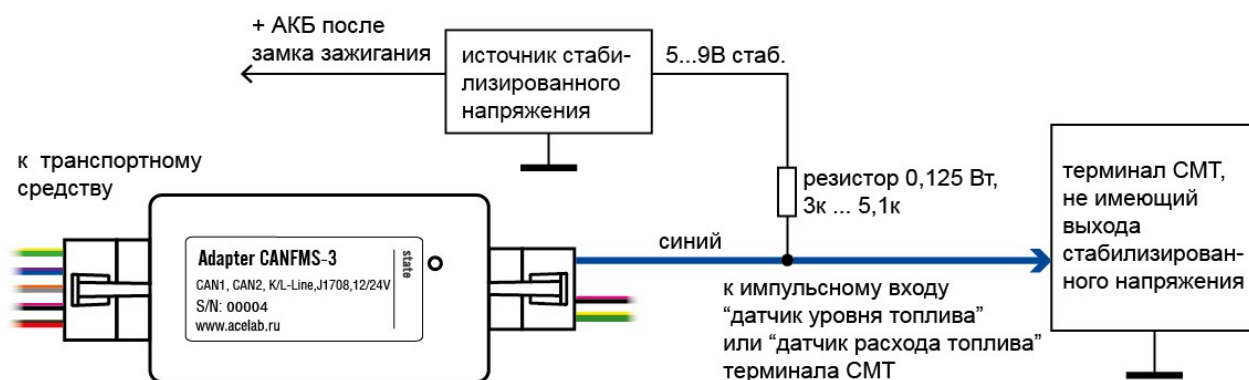 + АКБ после
замка зажигания
источник стаби-
лизированного
напряжения
5...9В стаб.
к транспортному
средству
резистор 0,125 Вт,
3к ... 5,1к
терминал СМТ,
не имеющий
выхода
стабилизирован-
ного напряжения
Adapter CANFMS-3
CAN1, CAN2, K/L-Line,J1708,12/24V
S/N: 00004
www.acelab.ru
state
синий
к импульсному входу
“датчик уровня топлива”
или “датчик расхода топлива”
терминала СМТ